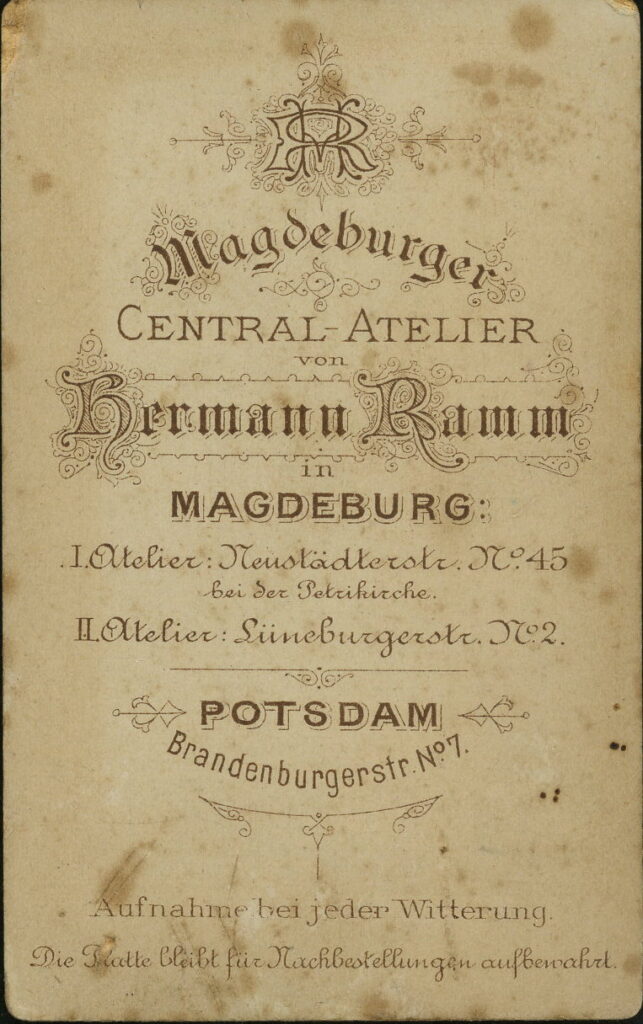 HR
Magdeburger
CENTRAL-ATELIER
von
Hermann Ramm
in
MAGDEBURG:
I. Atelier: Neustädterstr. No. 45
bei der Petrikirche.
II. Atelier: Lüneburgerstr. No. 2.
POTSDAM
Brandenburgerstr. No. 7.
Aufnahme bei jeder Witterung.
Die Platte bleibt für Nachbestellungen aufbewahrt.